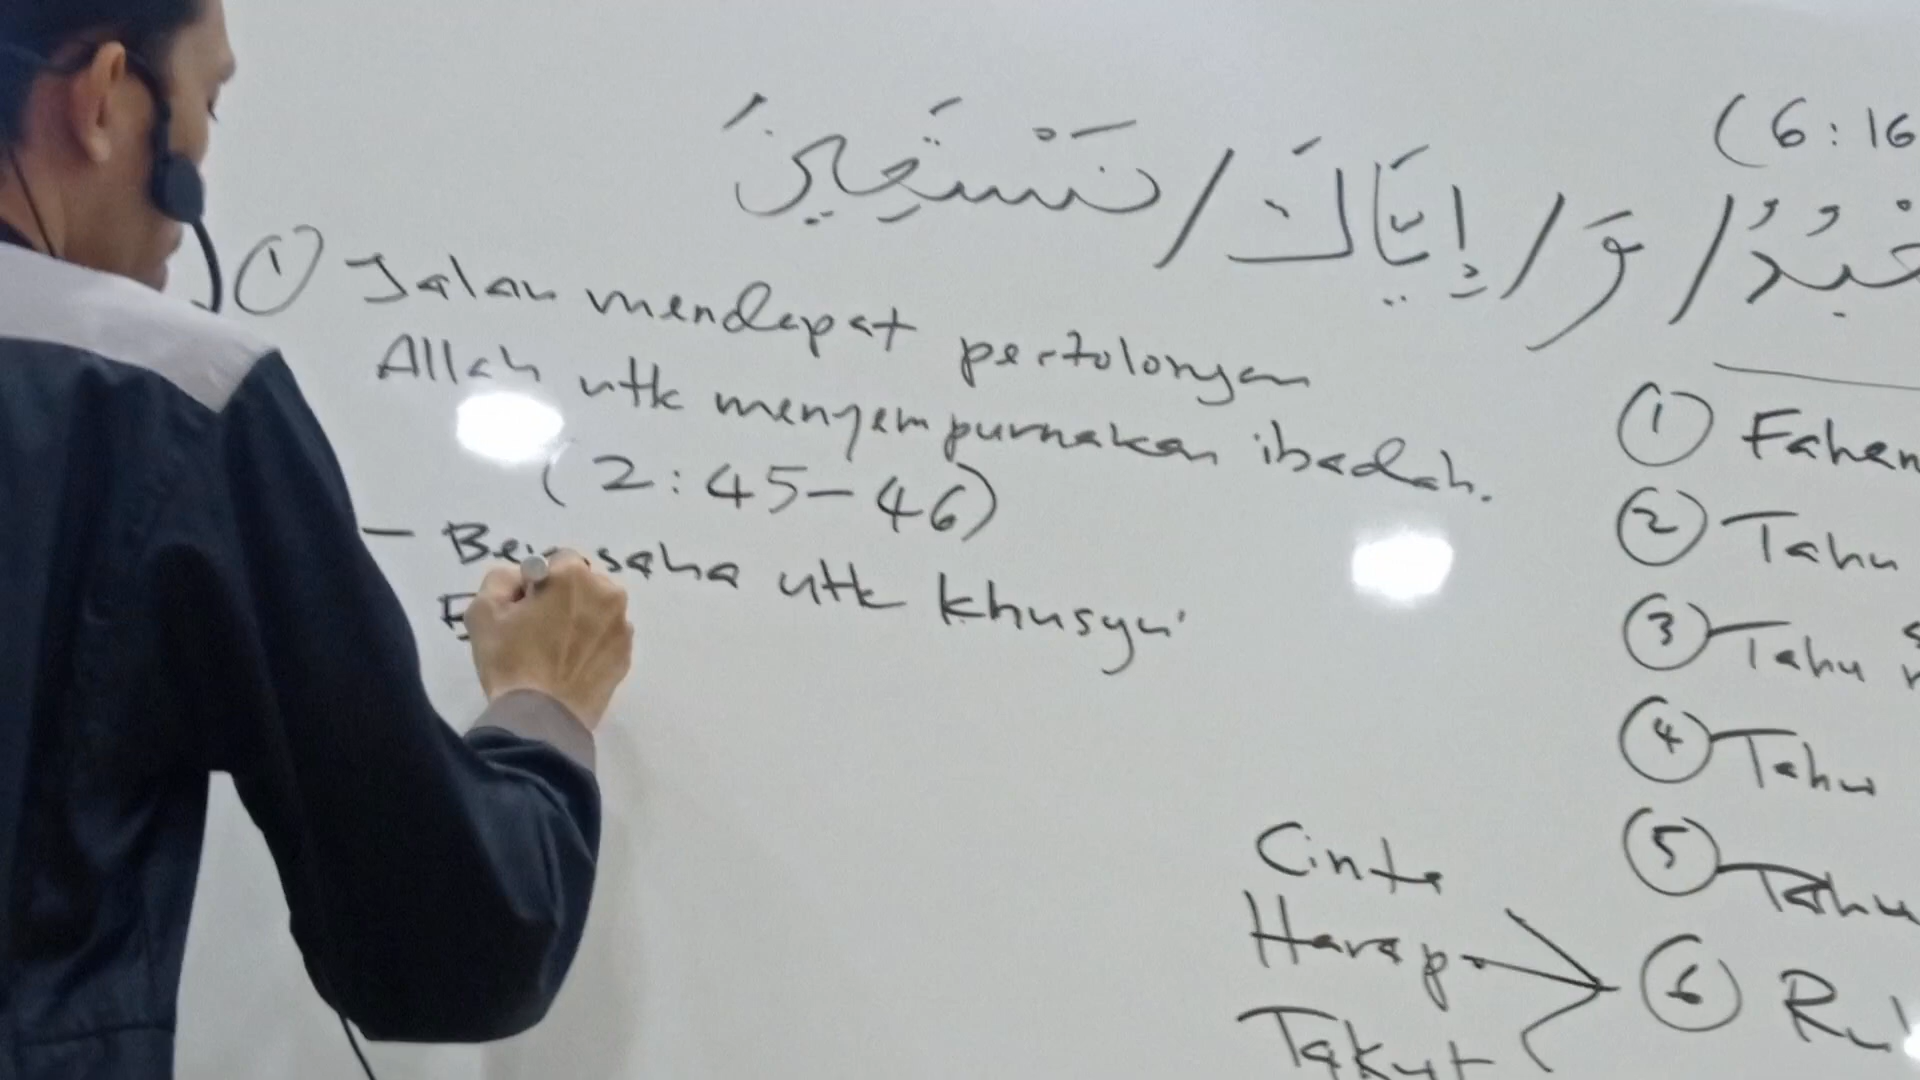 (6:16
نَعْبُدُ / وَ / إِيَّاكَ / نَسْتَعِينُ
① Jalan mendapat pertolongan
Allah utk menyempurnakan ibadah.
(2:45-46)
- Berusaha utk khusyu'
① Faham
② Tahu
③ Tahu
④ Tahu
⑤ Tahu
⑥ Ru
Cinta
Harap
Takut